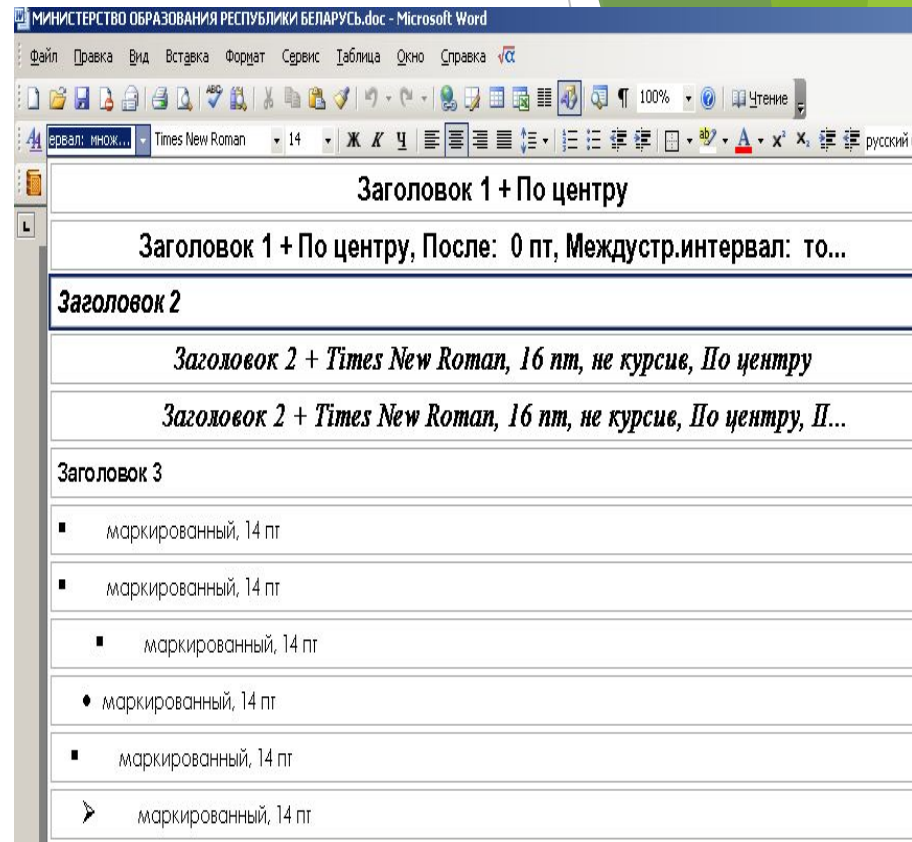 МИНИСТЕРСТВО ОБРАЗОВАНИЯ РЕСПУБЛИКИ БЕЛАРУСЬ.doc - Microsoft Word
Файл Правка Вид Вставка Формат Сервис Таблица Окно Справка √α
100% Чтение
ервал: множ... Times New Roman 14 Ж К Ч русский
Заголовок 1 + По центру
Заголовок 1 + По центру, После: 0 пт, Междустр.интервал: то...
Заголовок 2
Заголовок 2 + Times New Roman, 16 пт, не курсив, По центру
Заголовок 2 + Times New Roman, 16 пт, не курсив, По центру, П...
Заголовок 3
маркированный, 14 пт
маркированный, 14 пт
маркированный, 14 пт
маркированный, 14 пт
маркированный, 14 пт
маркированный, 14 пт